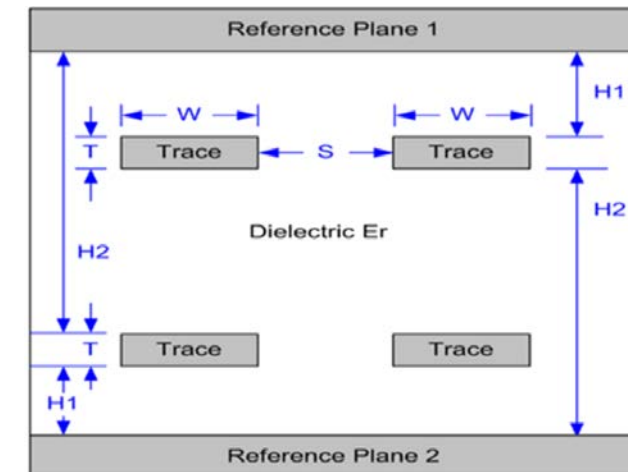 Reference Plane 1
H1
W W
T Trace S Trace
H2
Dielectric Er
H2
T Trace Trace
H1
Reference Plane 2